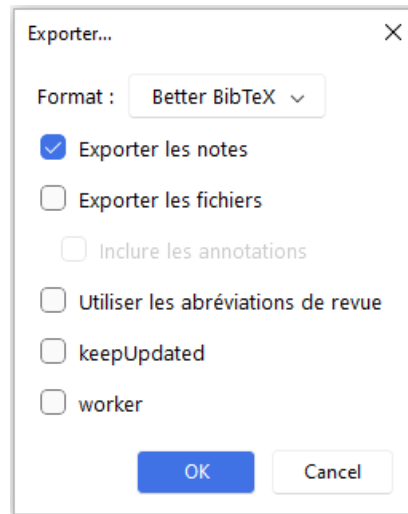 Exporter...
Format : Better BibTeX
Exporter les notes
Exporter les fichiers
Inclure les annotations
Utiliser les abréviations de revue
keepUpdated
worker
OK Cancel